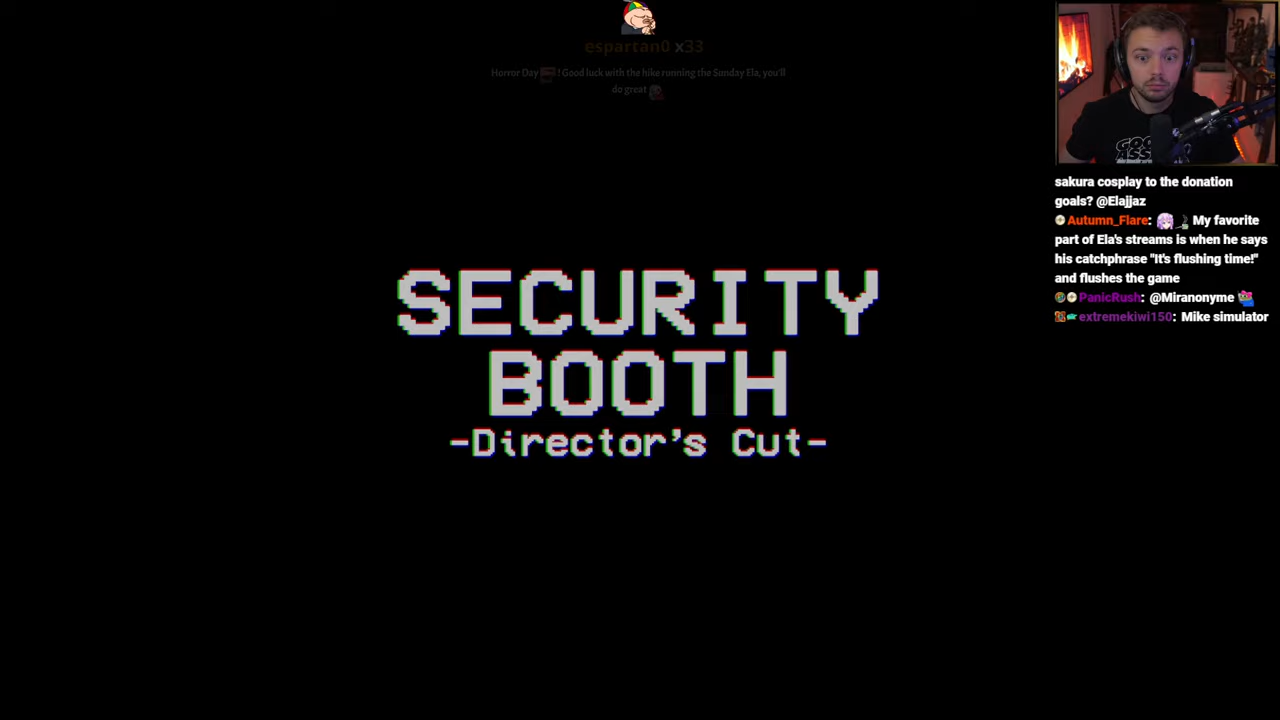 espartan0 x33
Horror Day ! Good luck with the hike running the Sunday Ela, you'll
do great
SECURITY
BOOTH
-Director's Cut-
sakura cosplay to the donation
goals? @Elajjaz
Autumn_Flare: My favorite
part of Ela's streams is when he says
his catchphrase "It's flushing time!"
and flushes the game
PanicRush: @Miranonyme
extremekiwi150: Mike simulator